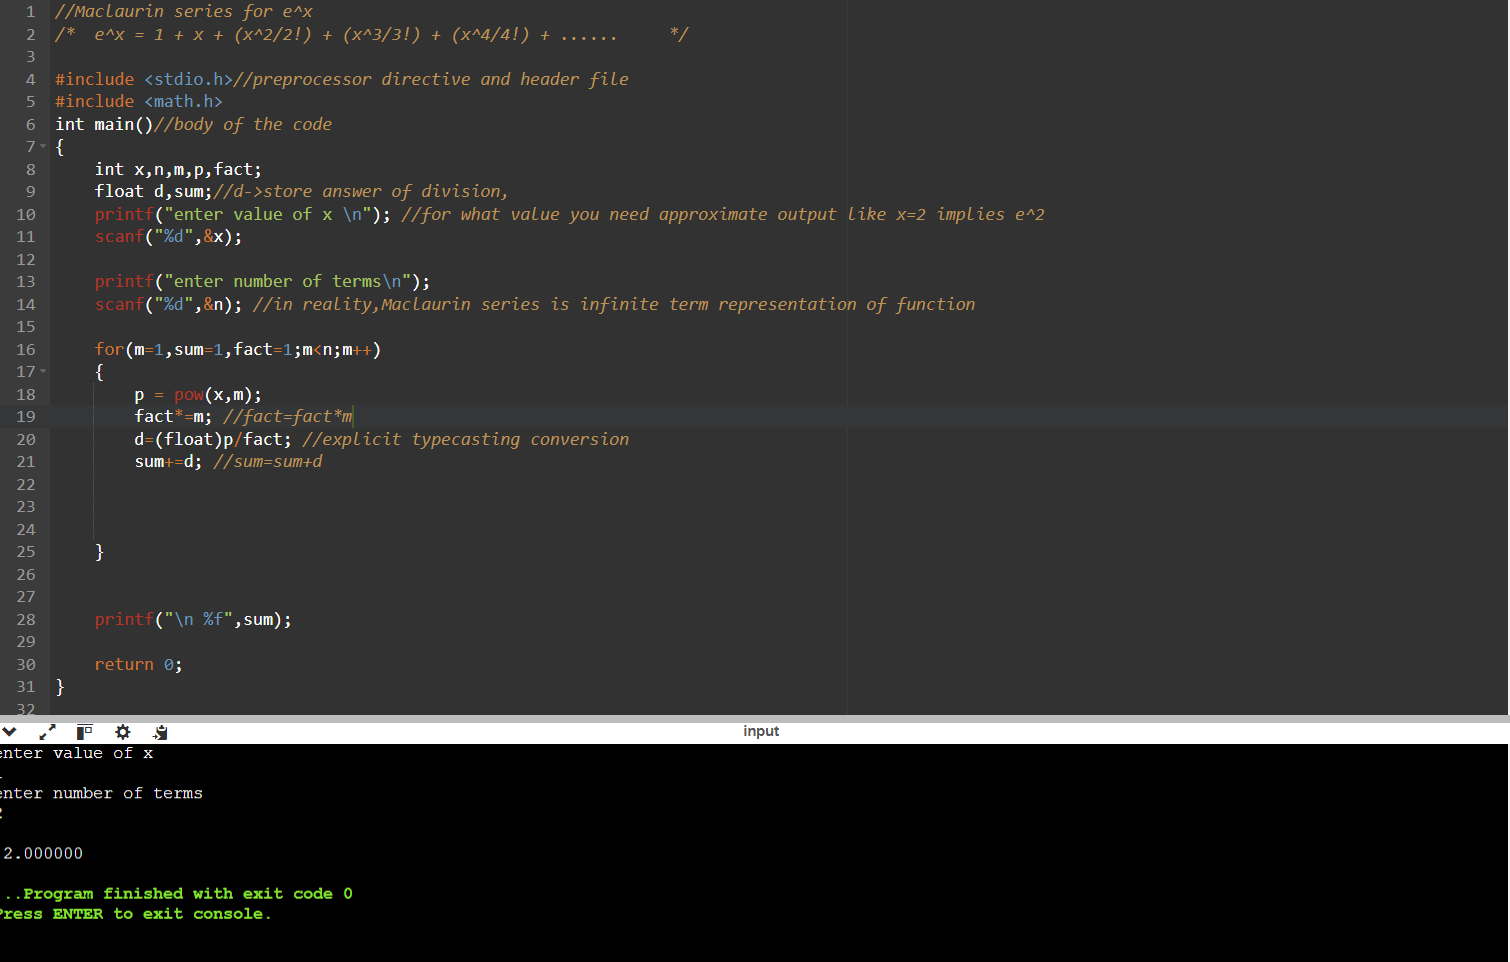 1 //Maclaurin series for e^x
2 /*  e^x = 1 + x + (x^2/2!) + (x^3/3!) + (x^4/4!) + ......     */
3
4 #include <stdio.h>//preprocessor directive and header file
5 #include <math.h>
6 int main()//body of the code
7 {
8     int x,n,m,p,fact;
9     float d,sum;//d->store answer of division,
10     printf("enter value of x \n"); //for what value you need approximate output like x=2 implies e^2
11     scanf("%d",&x);
12
13     printf("enter number of terms\n");
14     scanf("%d",&n); //in reality,Maclaurin series is infinite term representation of function
15
16     for(m=1,sum=1,fact=1;m<n;m++)
17     {
18         p = pow(x,m);
19         fact*=m; //fact=fact*m
20         d=(float)p/fact; //explicit typecasting conversion
21         sum+=d; //sum=sum+d
22
23
24
25     }
26
27
28     printf("\n %f",sum);
29
30     return 0;
31 }
32
input
enter value of x
enter number of terms
2.000000
..Program finished with exit code 0
Press ENTER to exit console.